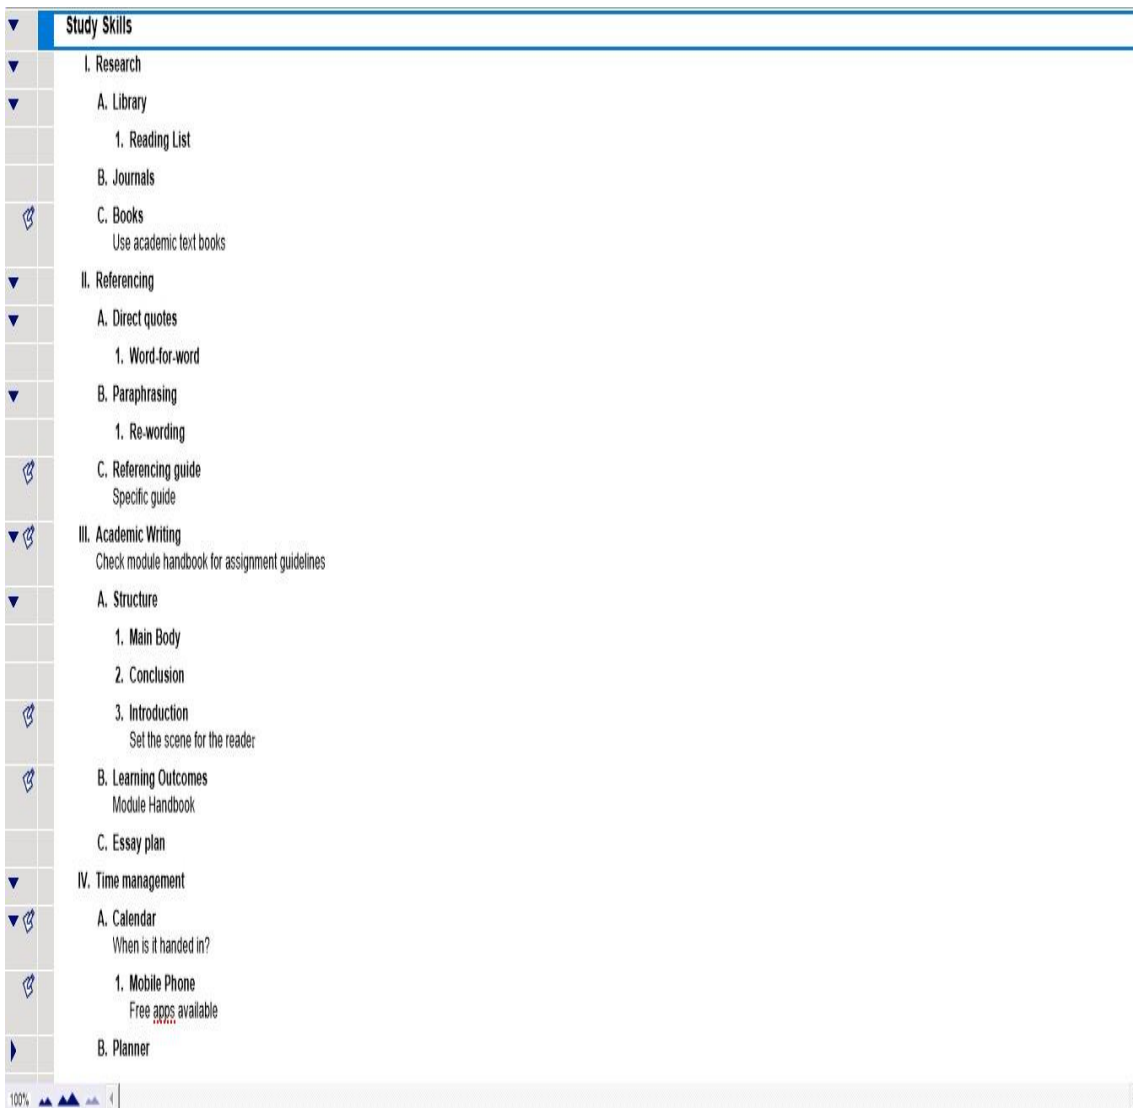 Study Skills
I. Research
A. Library
1. Reading List
B. Journals
C. Books
Use academic text books
II. Referencing
A. Direct quotes
1. Word-for-word
B. Paraphrasing
1. Re-wording
C. Referencing guide
Specific guide
III. Academic Writing
Check module handbook for assignment guidelines
A. Structure
1. Main Body
2. Conclusion
3. Introduction
Set the scene for the reader
B. Learning Outcomes
Module Handbook
C. Essay plan
IV. Time management
A. Calendar
When is it handed in?
1. Mobile Phone
Free apps available
B. Planner
100%